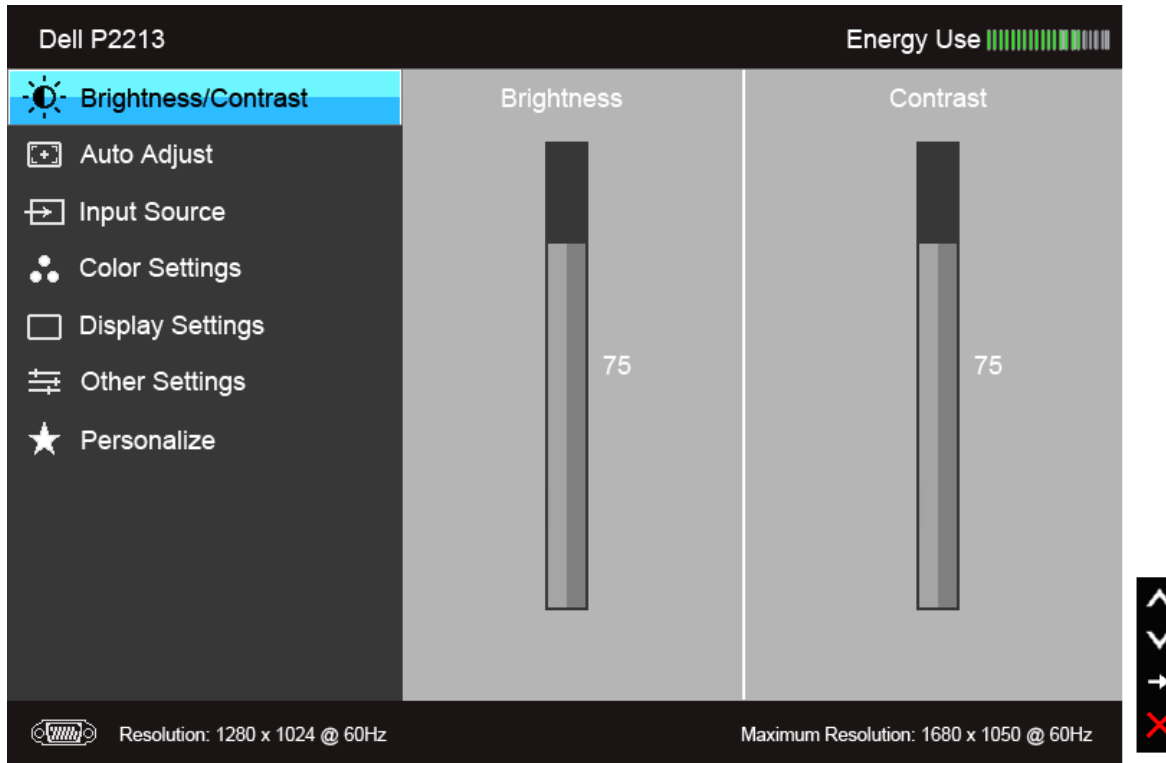 Dell P2213
Energy Use
Brightness/Contrast
Auto Adjust
Input Source
Color Settings
Display Settings
Other Settings
Personalize
Brightness
Contrast
75
75
Resolution: 1280 x 1024 @ 60Hz
Maximum Resolution: 1680 x 1050 @ 60Hz